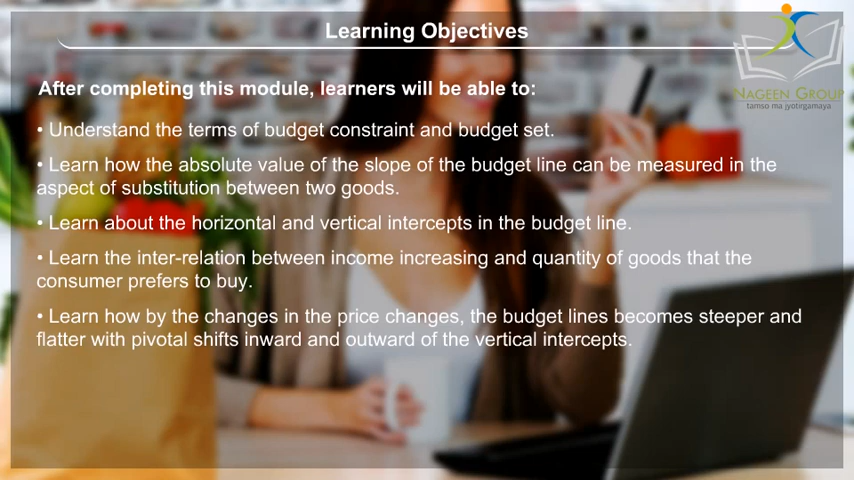 Learning Objectives
NAGEEN GROUP
tamso ma jyotirgamaya
After completing this module, learners will be able to:
• Understand the terms of budget constraint and budget set.
• Learn how the absolute value of the slope of the budget line can be measured in the
aspect of substitution between two goods.
• Learn about the horizontal and vertical intercepts in the budget line.
• Learn the inter-relation between income increasing and quantity of goods that the
consumer prefers to buy.
• Learn how by the changes in the price changes, the budget lines becomes steeper and
flatter with pivotal shifts inward and outward of the vertical intercepts.